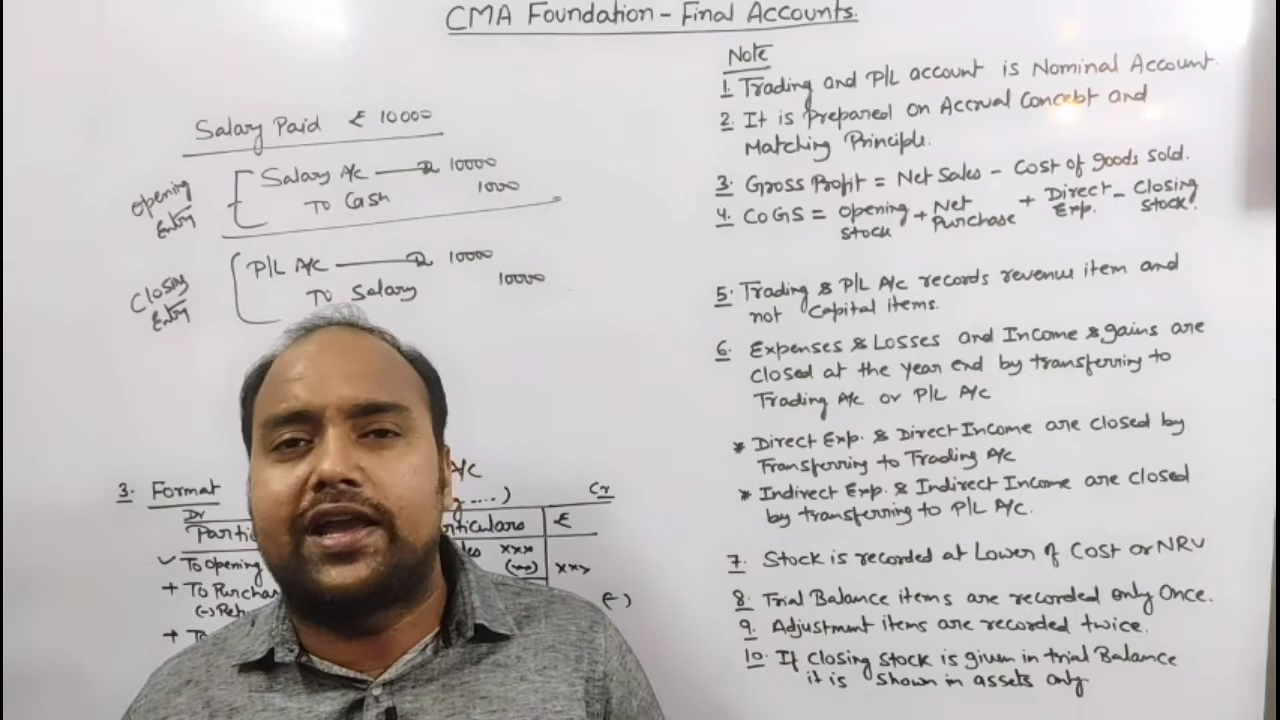 CMA Foundation - Final Accounts.
Salary Paid ₹ 10000
Opening Entry
Salary A/c — Dr 10000
To Cash 1000
Closing Entry
P/L A/c — Dr 10000
To Salary 10000
3. Format
A/C
....)
Dr
Cr
Partic
rticulars ₹
To Opening
les xxx
+ To Purcha
xxx
(-) Ret
(-)
+ To
Note
1. Trading and P/L account is Nominal Account.
2. It is Prepared on Accrual Concept and
Matching Principle.
3. Gross Profit = Net Sales - Cost of goods sold.
4. COGS = Opening Stock + Net Purchase + Direct Exp. - Closing Stock.
5. Trading & P/L A/c records revenue item and
not Capital items.
6. Expenses & Losses and Income & gains are
closed at the year end by transferring to
Trading A/c or P/L A/c
* Direct Exp. & Direct Income are closed by
Transferring to Trading A/c
* Indirect Exp. & Indirect Income are closed
by transferring to P/L A/c.
7. Stock is recorded at Lower of Cost or NRV
8. Trial Balance items are recorded only Once.
9. Adjustment items are recorded twice.
10. If Closing stock is given in trial Balance
it is shown in assets only